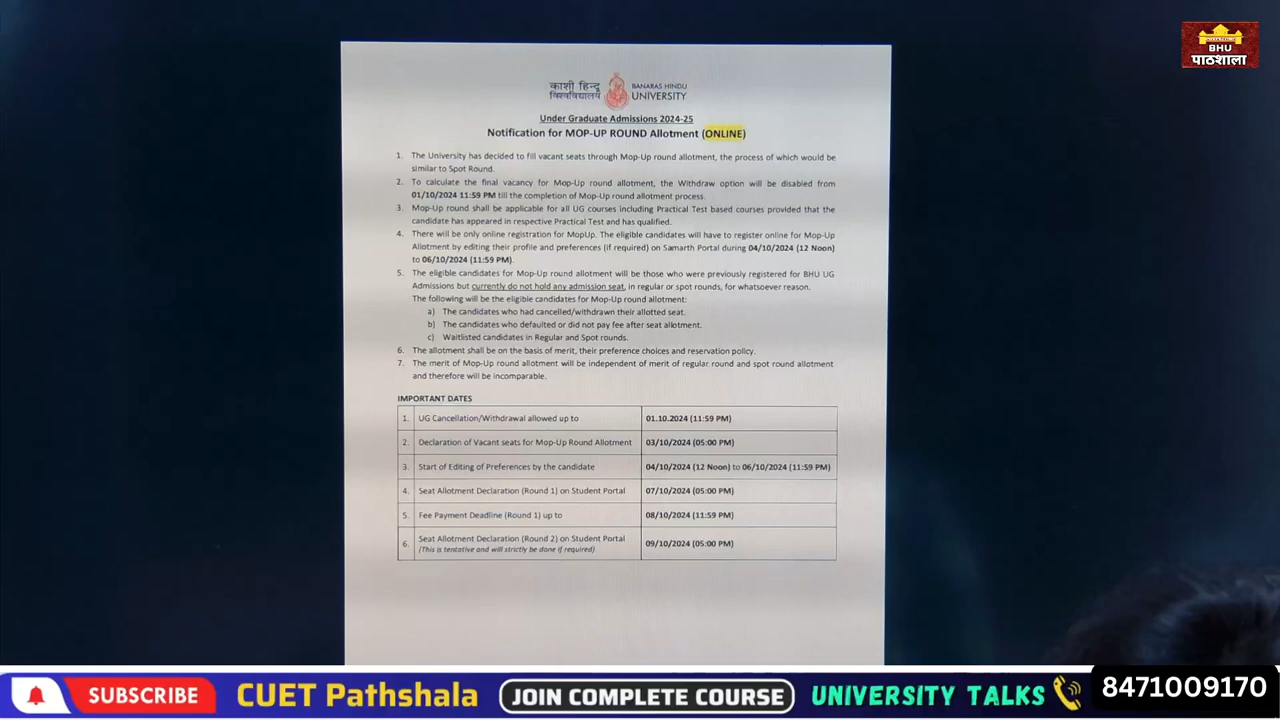 BHU
पाठशाला
काशी हिन्दू
विश्वविद्यालय
BANARAS HINDU
UNIVERSITY
Under Graduate Admissions 2024-25
Notification for MOP-UP ROUND Allotment (ONLINE)
1. The University has decided to fill vacant seats through Mop-Up round allotment, the process of which would be
similar to Spot Round.
2. To calculate the final vacancy for Mop-Up round allotment, the Withdraw option will be disabled from
01/10/2024 11:59 PM till the completion of Mop-Up round allotment process.
3. Mop-Up round shall be applicable for all UG courses including Practical Test based courses provided that the
candidate has appeared in respective Practical Test and has qualified.
4. There will be only online registration for MopUp. The eligible candidates will have to register online for Mop-Up
Allotment by editing their profile and preferences (if required) on Samarth Portal during 04/10/2024 (12 Noon)
to 06/10/2024 (11:59 PM).
5. The eligible candidates for Mop-Up round allotment will be those who were previously registered for BHU UG
Admissions but currently do not hold any admission seat, in regular or spot rounds, for whatsoever reason.
The following will be the eligible candidates for Mop-Up round allotment:
a) The candidates who had cancelled/withdrawn their allotted seat.
b) The candidates who defaulted or did not pay fee after seat allotment.
c) Waitlisted candidates in Regular and Spot rounds.
6. The allotment shall be on the basis of merit, their preference choices and reservation policy.
7. The merit of Mop-Up round allotment will be independent of merit of regular round and spot round allotment
and therefore will be incomparable.
IMPORTANT DATES
1. UG Cancellation/Withdrawal allowed up to 01.10.2024 (11:59 PM)
2. Declaration of Vacant seats for Mop-Up Round Allotment 03/10/2024 (05:00 PM)
3. Start of Editing of Preferences by the candidate 04/10/2024 (12 Noon) to 06/10/2024 (11:59 PM)
4. Seat Allotment Declaration (Round 1) on Student Portal 07/10/2024 (05:00 PM)
5. Fee Payment Deadline (Round 1) up to 08/10/2024 (11:59 PM)
6. Seat Allotment Declaration (Round 2) on Student Portal 09/10/2024 (05:00 PM)
(This is tentative and will strictly be done if required)
SUBSCRIBE CUET Pathshala JOIN COMPLETE COURSE UNIVERSITY TALKS 8471009170